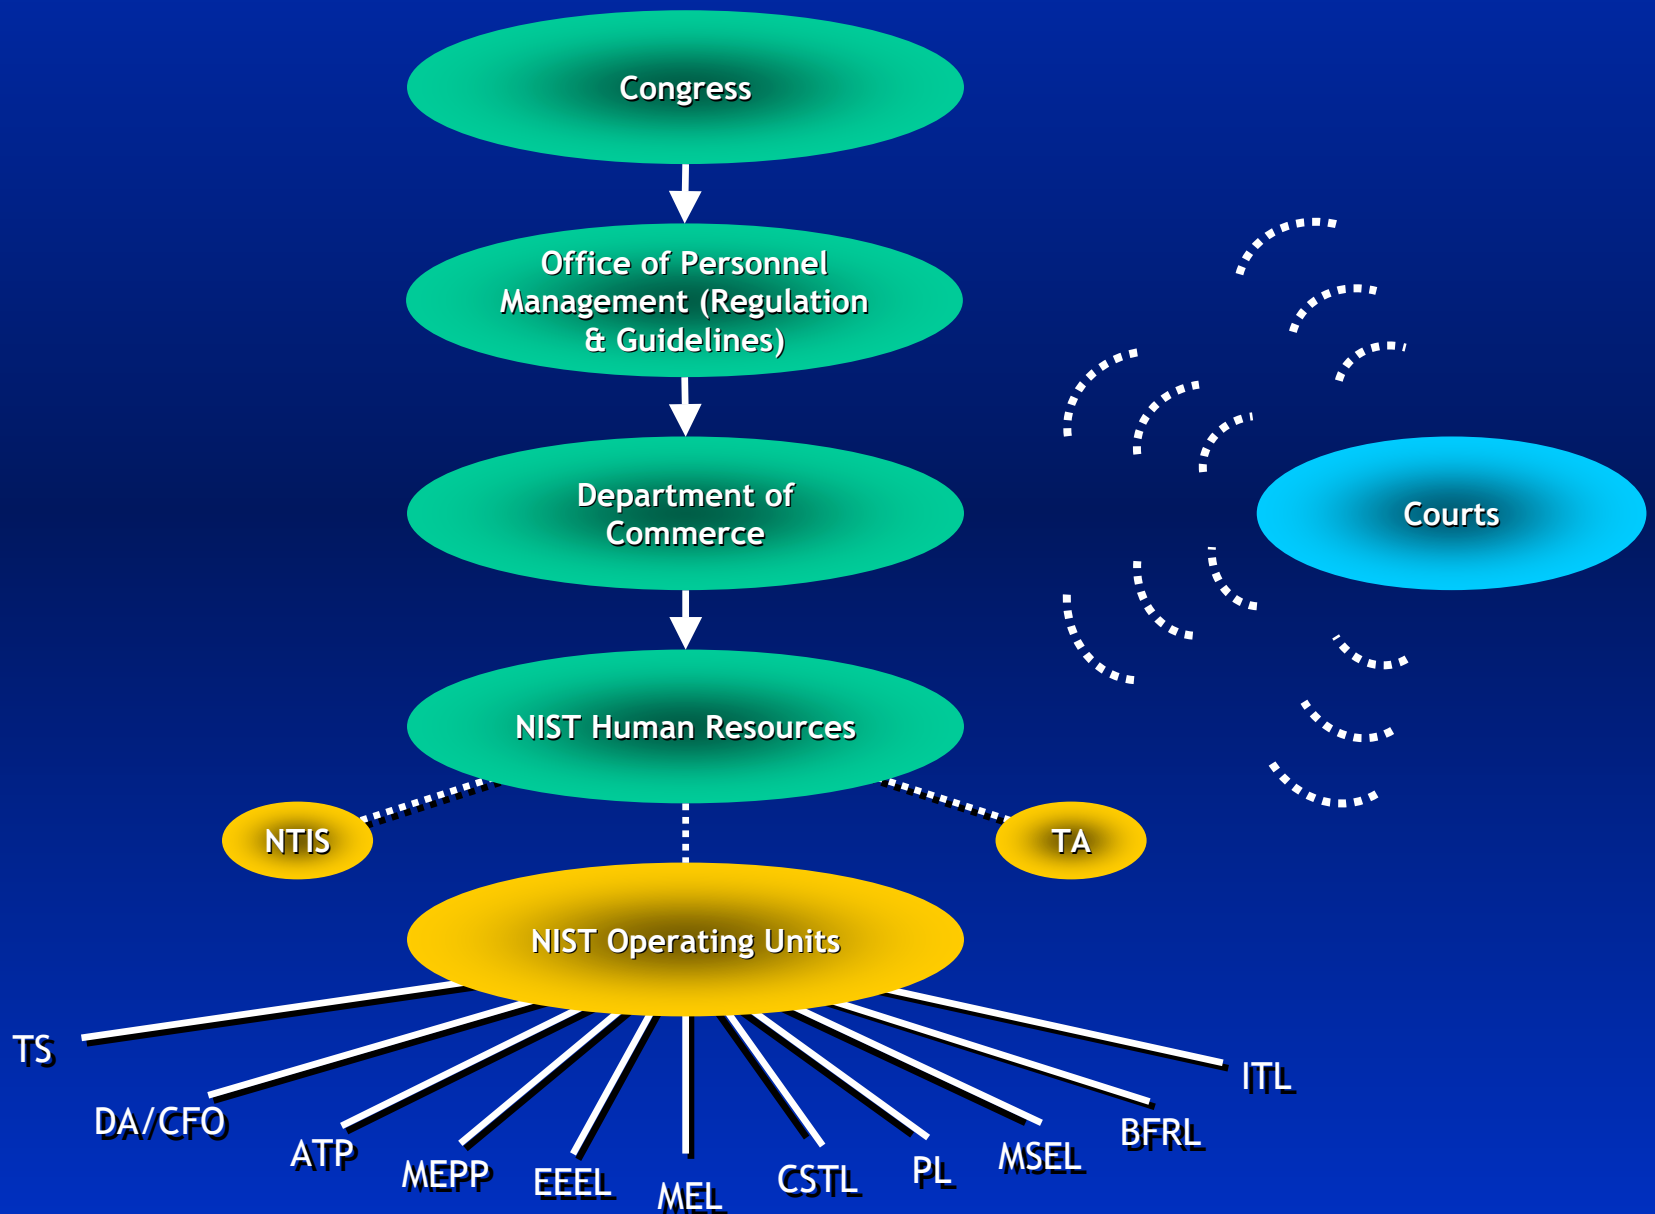 Congress
Office of Personnel
Management (Regulation
& Guidelines)
Department of
Commerce
Courts
NIST Human Resources
NTIS
TA
NIST Operating Units
TS
DA/CFO
ATP
MEPP
EEEL
MEL
CSTL
PL
MSEL
BFRL
ITL